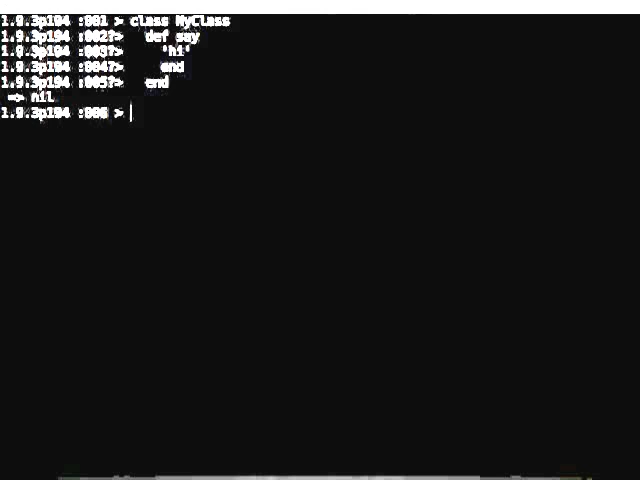 1.9.3p194 :001 > class MyClass
1.9.3p194 :002?>   def say
1.9.3p194 :003?>     'hi'
1.9.3p194 :004?>     end
1.9.3p194 :005?>   end
 => nil
1.9.3p194 :006 >